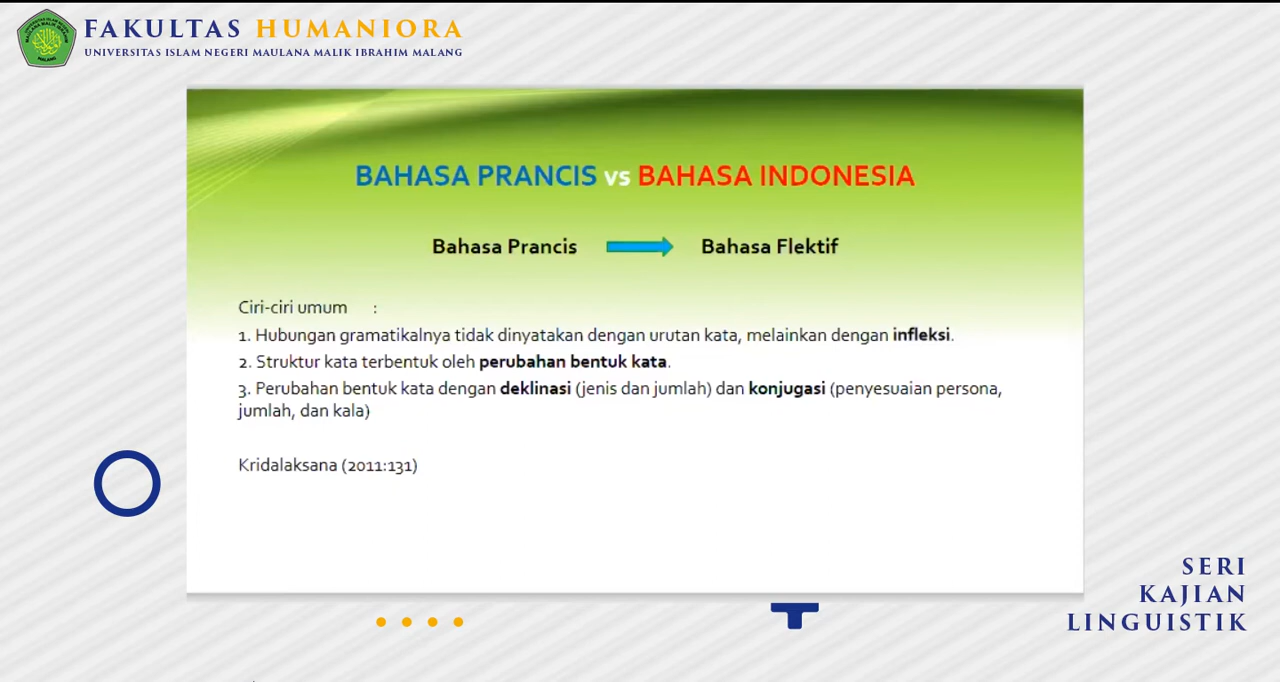 FAKULTAS HUMANIORA
UNIVERSITAS ISLAM NEGERI MAULANA MALIK IBRAHIM MALANG
BAHASA PRANCIS vs BAHASA INDONESIA
Bahasa Prancis Bahasa Flektif
Ciri-ciri umum :
1. Hubungan gramatikalnya tidak dinyatakan dengan urutan kata, melainkan dengan infleksi.
2. Struktur kata terbentuk oleh perubahan bentuk kata.
3. Perubahan bentuk kata dengan deklinasi (jenis dan jumlah) dan konjugasi (penyesuaian persona,
jumlah, dan kala)
Kridalaksana (2011:131)
SERI
KAJIAN
LINGUISTIK